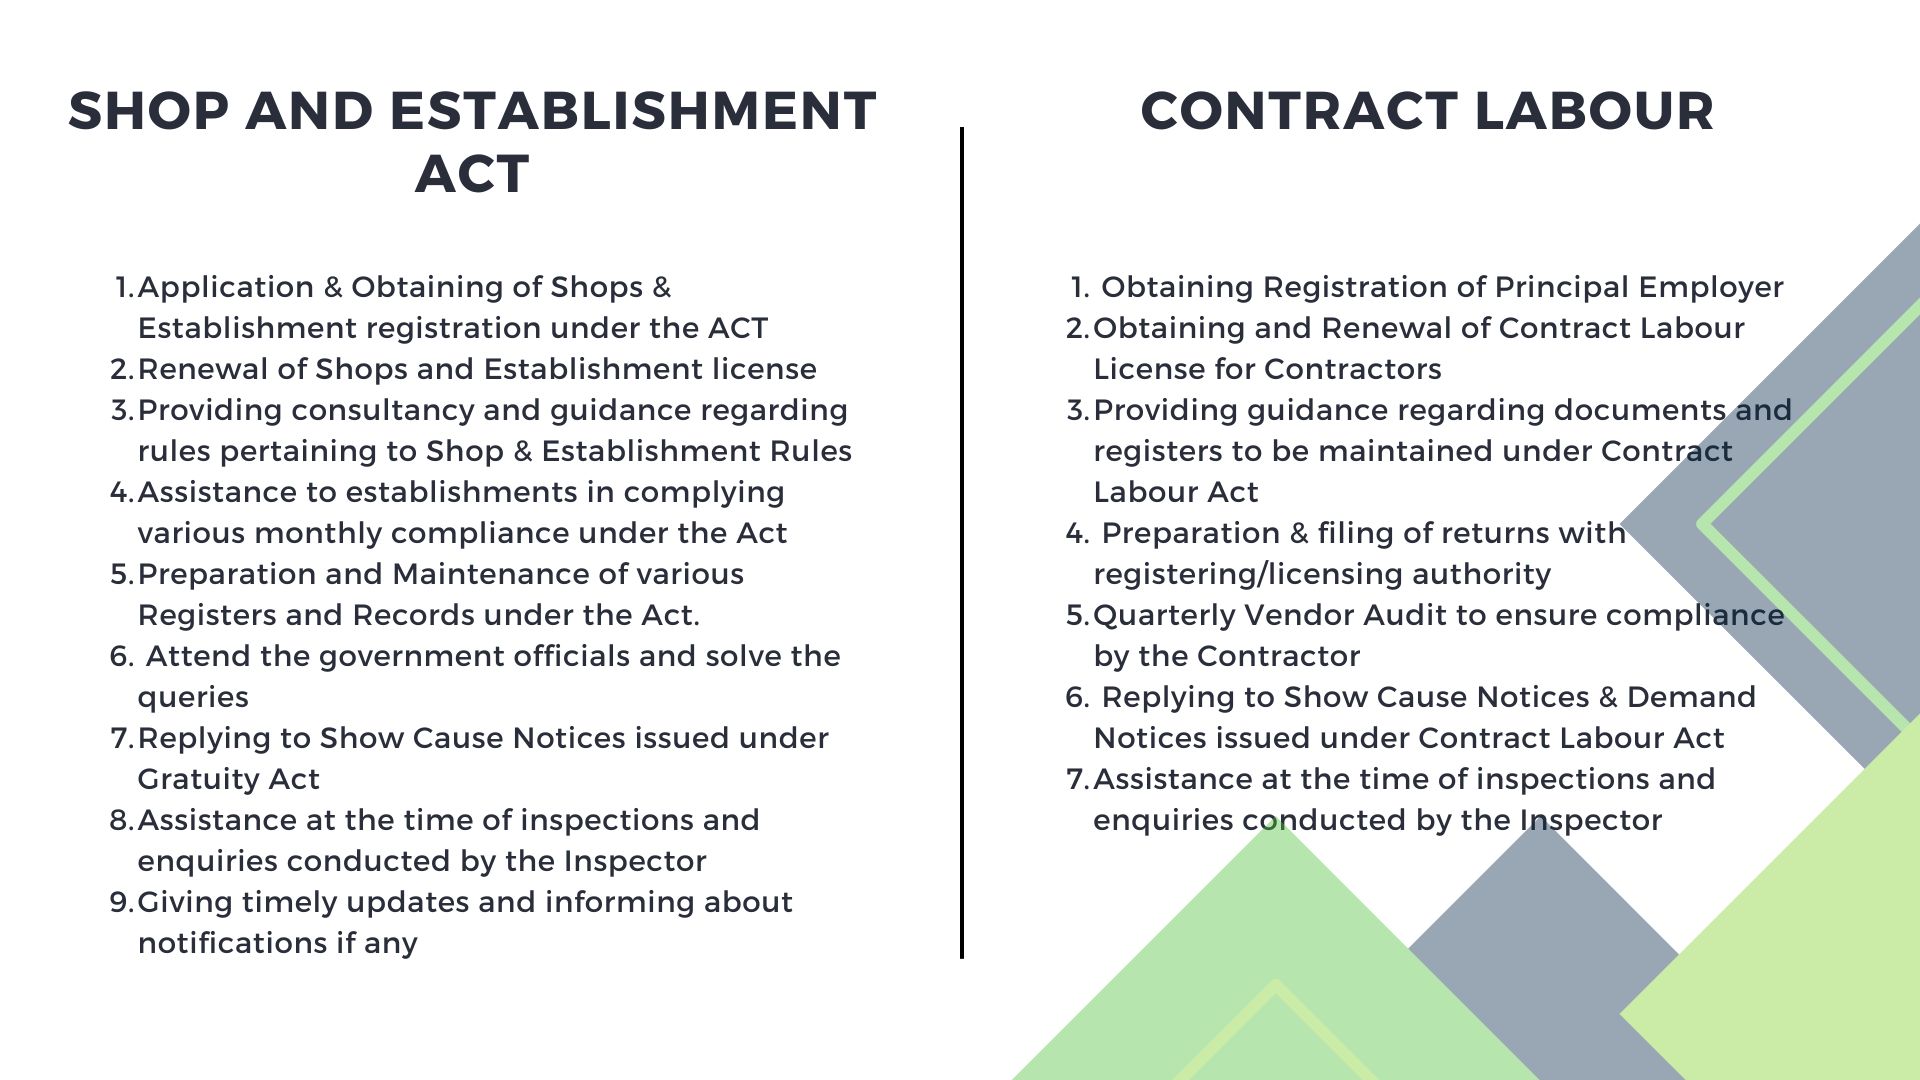 SHOP AND ESTABLISHMENT
ACT
1. Application & Obtaining of Shops &
Establishment registration under the ACT
2. Renewal of Shops and Establishment license
3. Providing consultancy and guidance regarding
rules pertaining to Shop & Establishment Rules
4. Assistance to establishments in complying
various monthly compliance under the Act
5. Preparation and Maintenance of various
Registers and Records under the Act.
6. Attend the government officials and solve the
queries
7. Replying to Show Cause Notices issued under
Gratuity Act
8. Assistance at the time of inspections and
enquiries conducted by the Inspector
9. Giving timely updates and informing about
notifications if any
CONTRACT LABOUR
1. Obtaining Registration of Principal Employer
2. Obtaining and Renewal of Contract Labour
License for Contractors
3. Providing guidance regarding documents and
registers to be maintained under Contract
Labour Act
4. Preparation & filing of returns with
registering/licensing authority
5. Quarterly Vendor Audit to ensure compliance
by the Contractor
6. Replying to Show Cause Notices & Demand
Notices issued under Contract Labour Act
7. Assistance at the time of inspections and
enquiries conducted by the Inspector